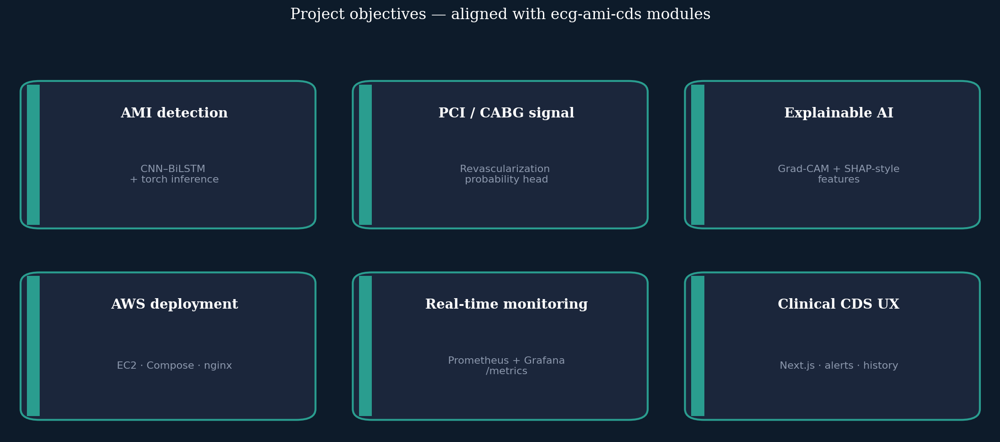 Project objectives — aligned with ecg-ami-cds modules
AMI detection
CNN–BiLSTM
+ torch inference
PCI / CABG signal
Revascularization
probability head
Explainable AI
Grad-CAM + SHAP-style
features
AWS deployment
EC2 · Compose · nginx
Real-time monitoring
Prometheus + Grafana
/metrics
Clinical CDS UX
Next.js · alerts · history